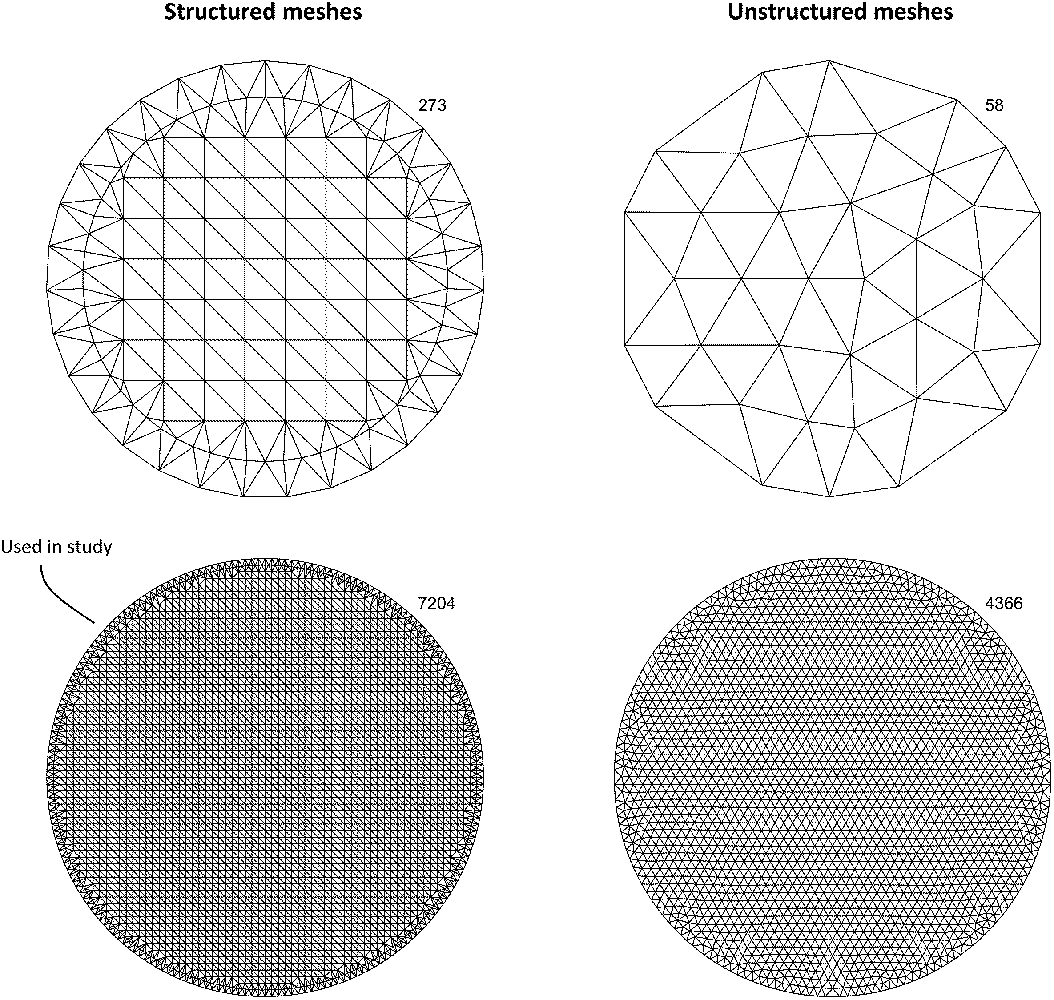 Structured meshes
Unstructured meshes
273
58
Used in study
7204
4366